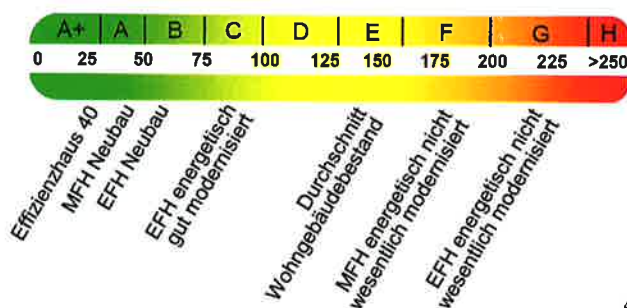 A+ A B C D E F G H
0 25 50 75 100 125 150 175 200 225 >250
Effizienzhaus 40
MFH Neubau
EFH Neubau
EFH energetisch
gut modernisiert
Durchschnitt
Wohngebäudebestand
MFH energetisch nicht
wesentlich modernisiert
EFH energetisch nicht
wesentlich modernisiert